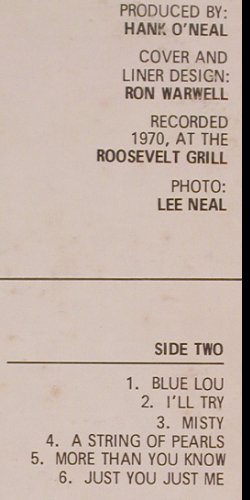 PRODUCED BY:
HANK O'NEAL
COVER AND
LINER DESIGN:
RON WARWELL
RECORDED
1970, AT THE
ROOSEVELT GRILL
PHOTO:
LEE NEAL
SIDE TWO
1. BLUE LOU
2. I'LL TRY
3. MISTY
4. A STRING OF PEARLS
5. MORE THAN YOU KNOW
6. JUST YOU JUST ME